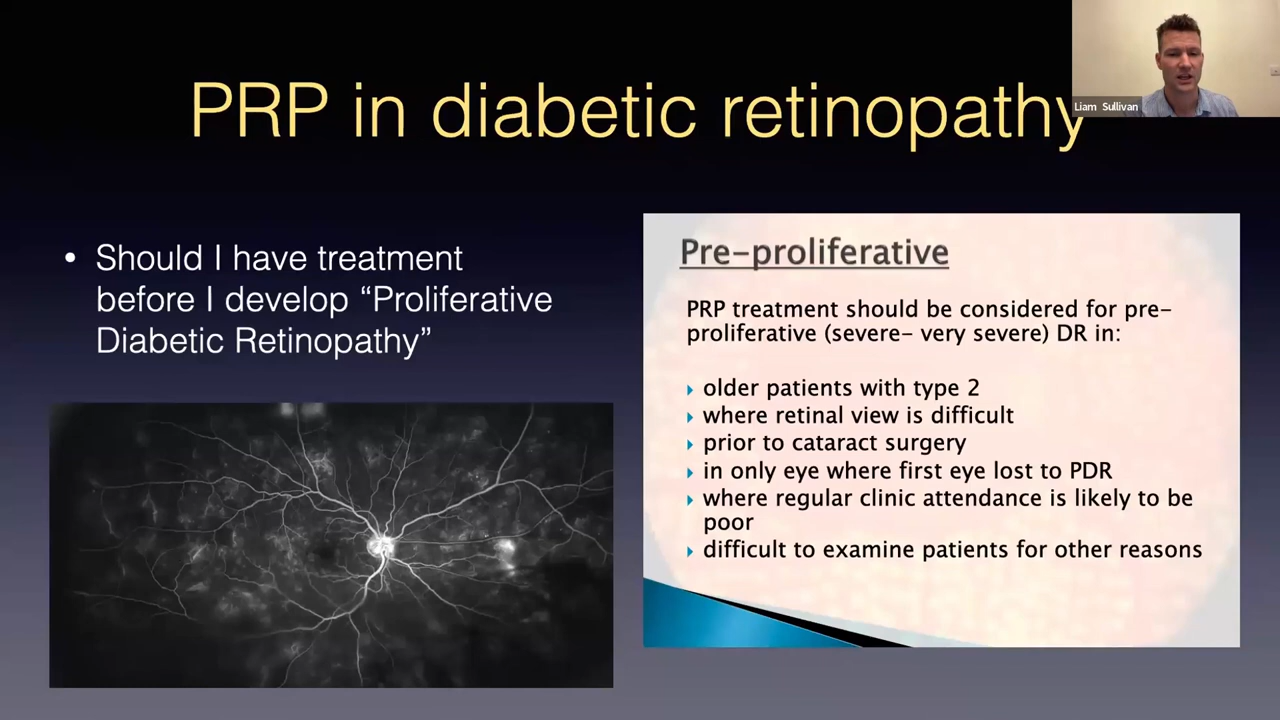 PRP in diabetic retinopathy
Liam Sullivan
• Should I have treatment
before I develop “Proliferative
Diabetic Retinopathy”
Pre-proliferative
PRP treatment should be considered for pre-
proliferative (severe- very severe) DR in:
older patients with type 2
where retinal view is difficult
prior to cataract surgery
in only eye where first eye lost to PDR
where regular clinic attendance is likely to be
poor
difficult to examine patients for other reasons